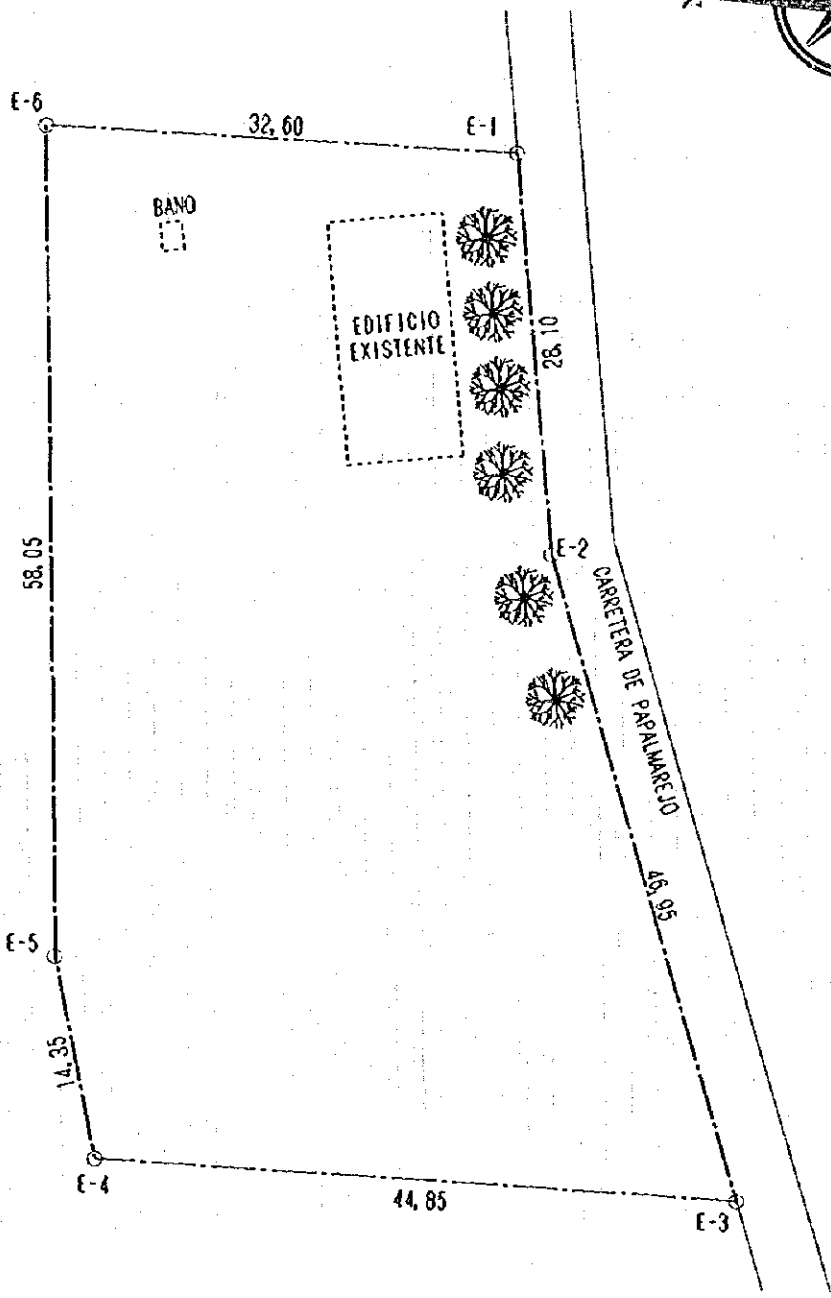 E-6
32,60
E-1
BANO
EDIFICIO
EXISTENTE
28,10
58,05
E-2
CARRETERA DE PAPALMAREJO
46,95
E-5
14,35
E-4
44,85
E-3